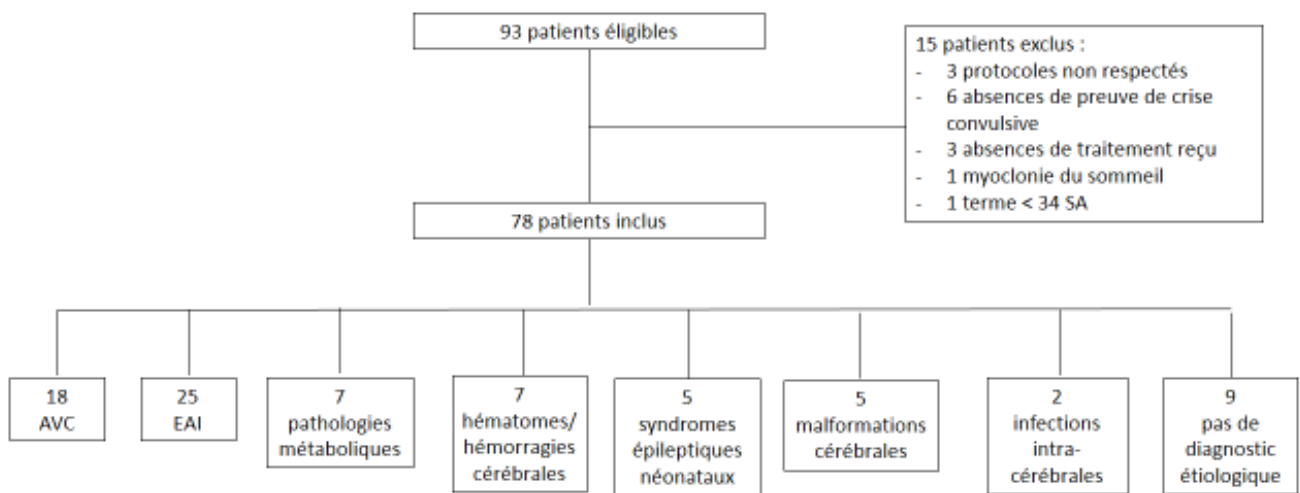 93 patients éligibles
15 patients exclus :
- 3 protocoles non respectés
- 6 absences de preuve de crise
convulsive
- 3 absences de traitement reçu
- 1 myoclonie du sommeil
- 1 terme < 34 SA
78 patients inclus
18
AVC
25
EAI
7
pathologies
métaboliques
7
hématomes/
hémorragies
cérébrales
5
syndromes
épileptiques
néonataux
5
malformations
cérébrales
2
infections
intra-
cérébrales
9
pas de
diagnostic
étiologique